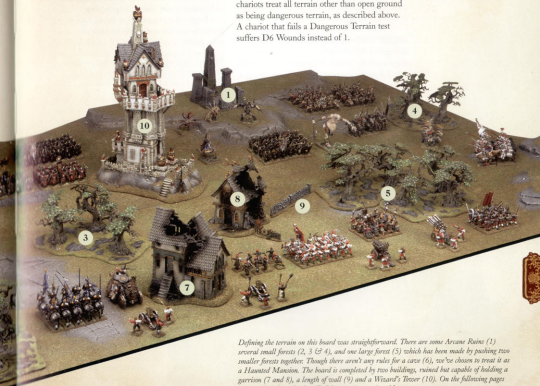 chariots treat all terrain other than open ground
as being dangerous terrain, as described above.
A chariot that fails a Dangerous Terrain test
suffers D6 Wounds instead of 1.
1
4
10
8
5
9
3
7
Defining the terrain on this board was straightforward. There are some Arcane Ruins (1)
several small forests (2, 3 & 4), and one large forest (5) which has been made by pushing two
smaller forests together. Though there aren't any rules for a cave (6), we've chosen to treat it as
a Haunted Mansion. The board is completed by two buildings, ruined but capable of holding a
garrison (7 and 8), a length of wall (9) and a Wizard's Tower (10). On the following pages